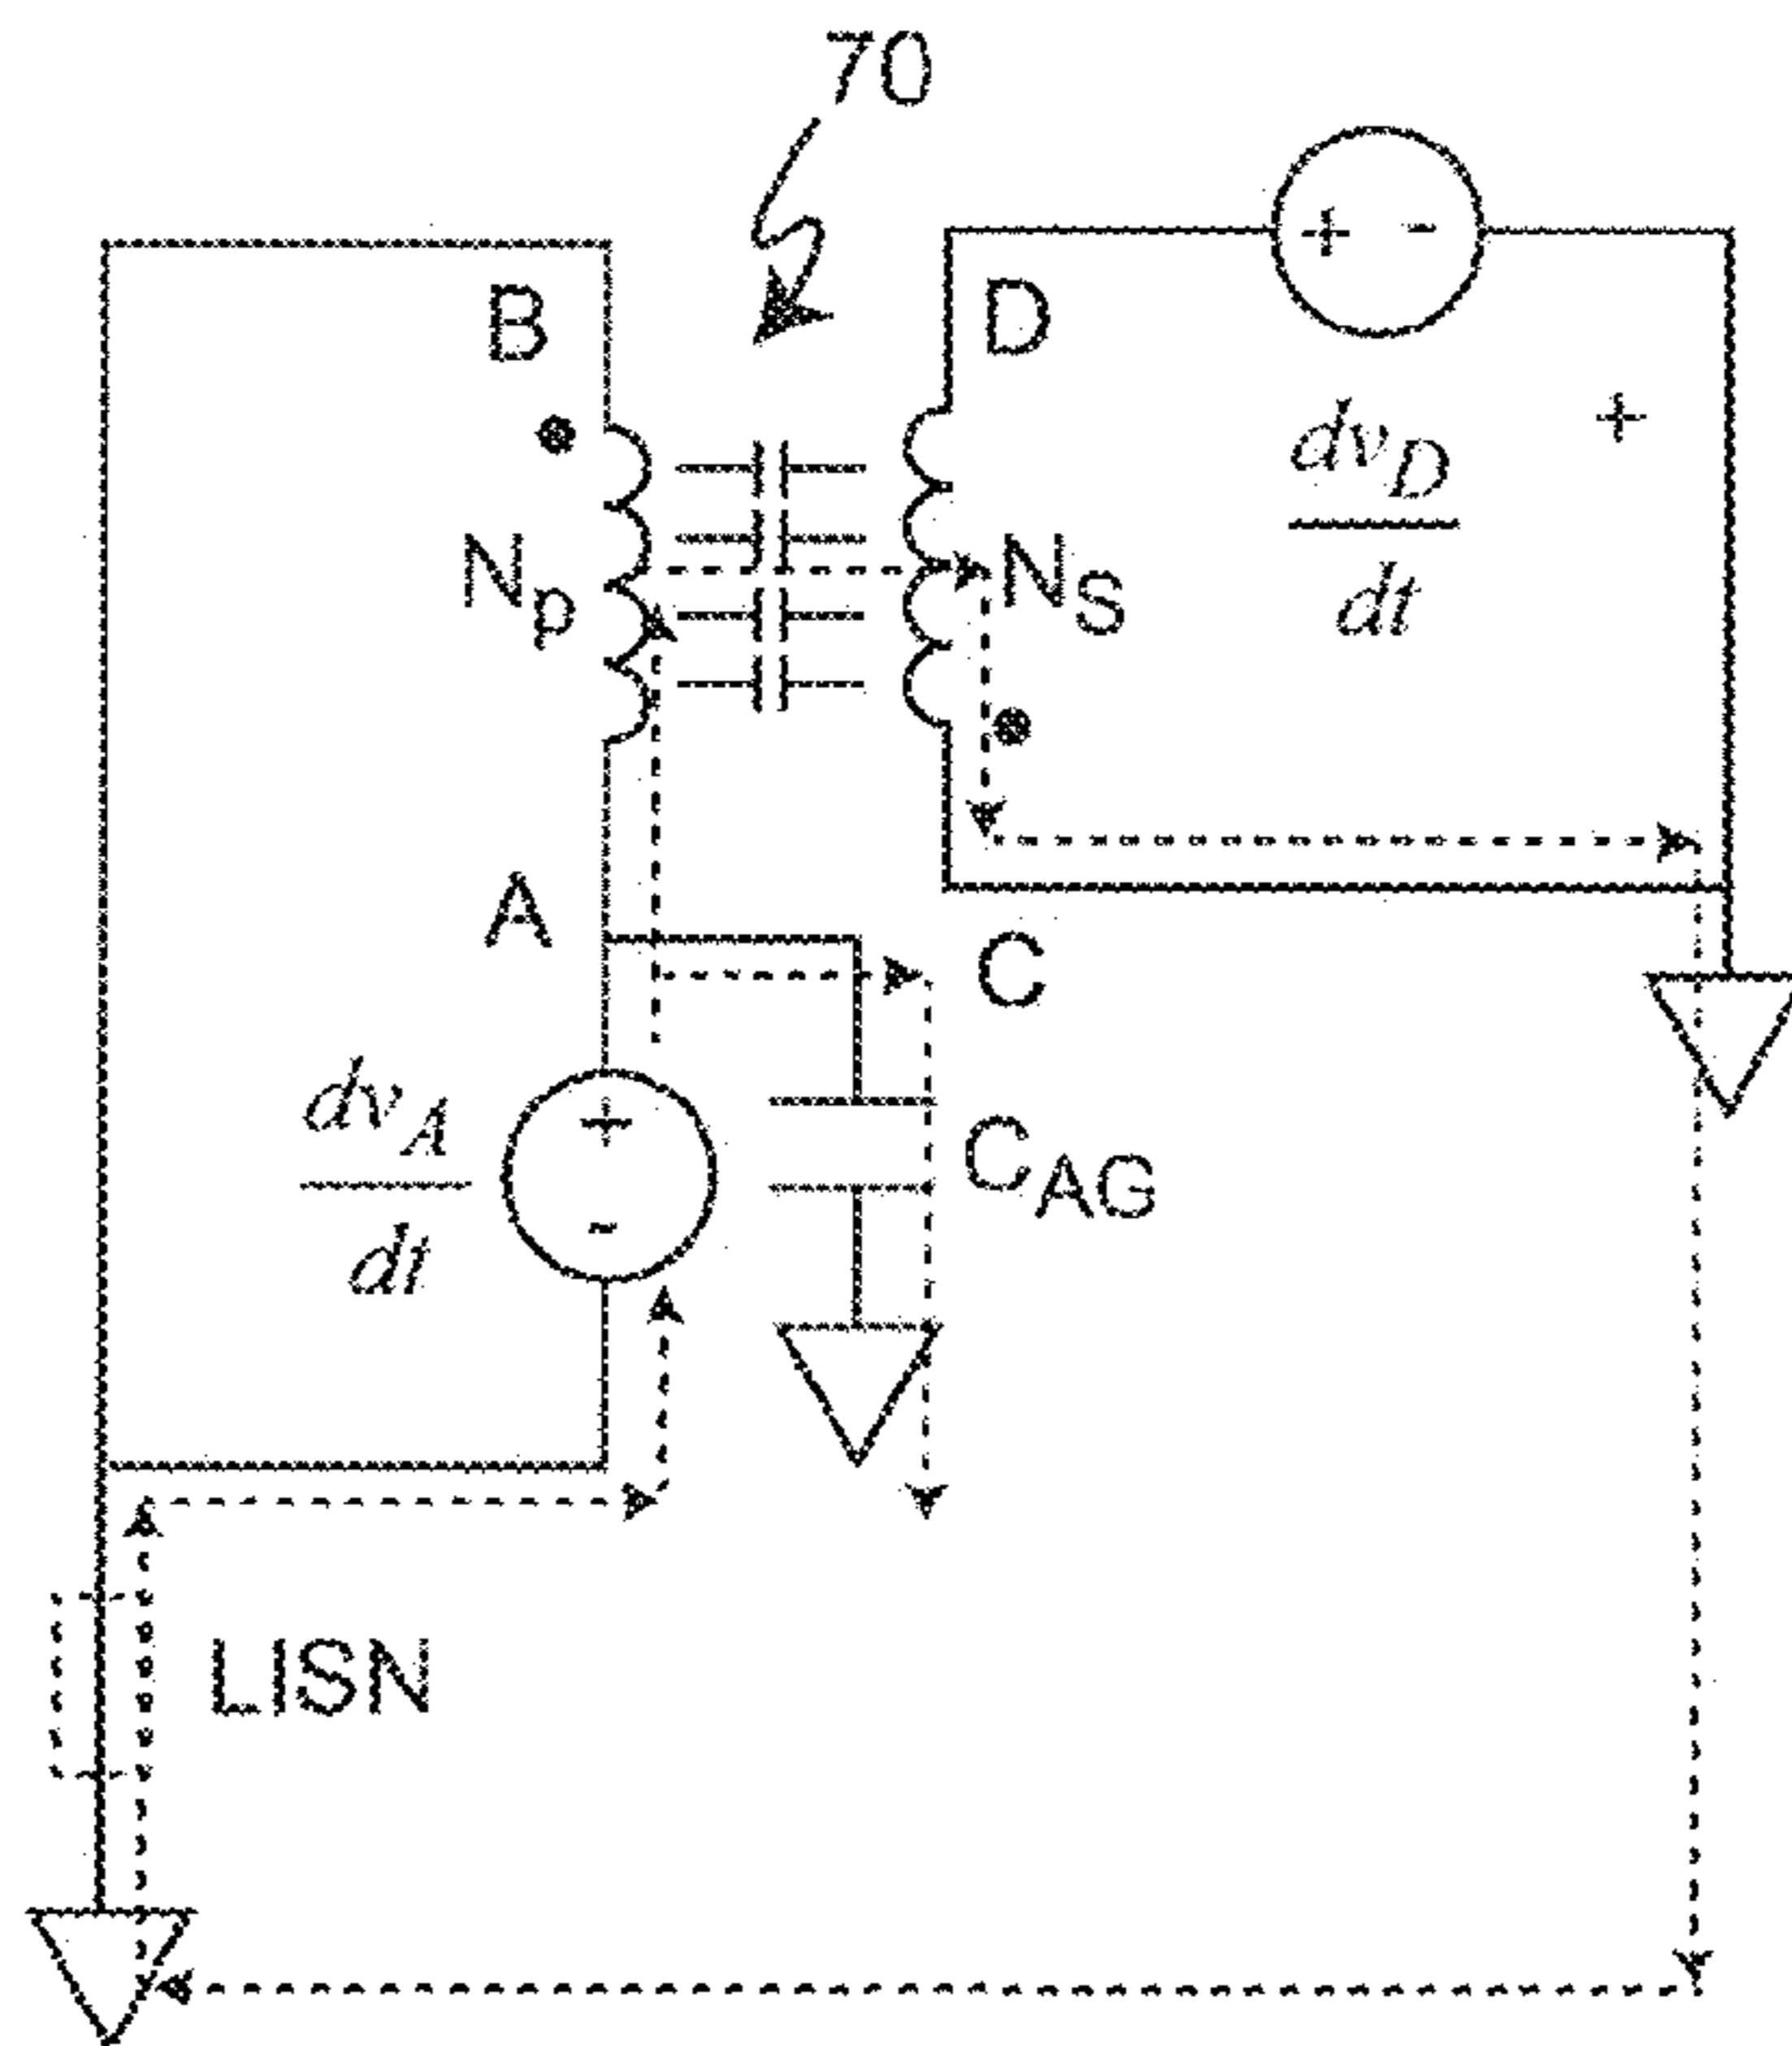 70
+ -
B
D
+
dv_D
dt
N_p
N_S
A
C
dv_A
dt
+
-
C_AG
LISN